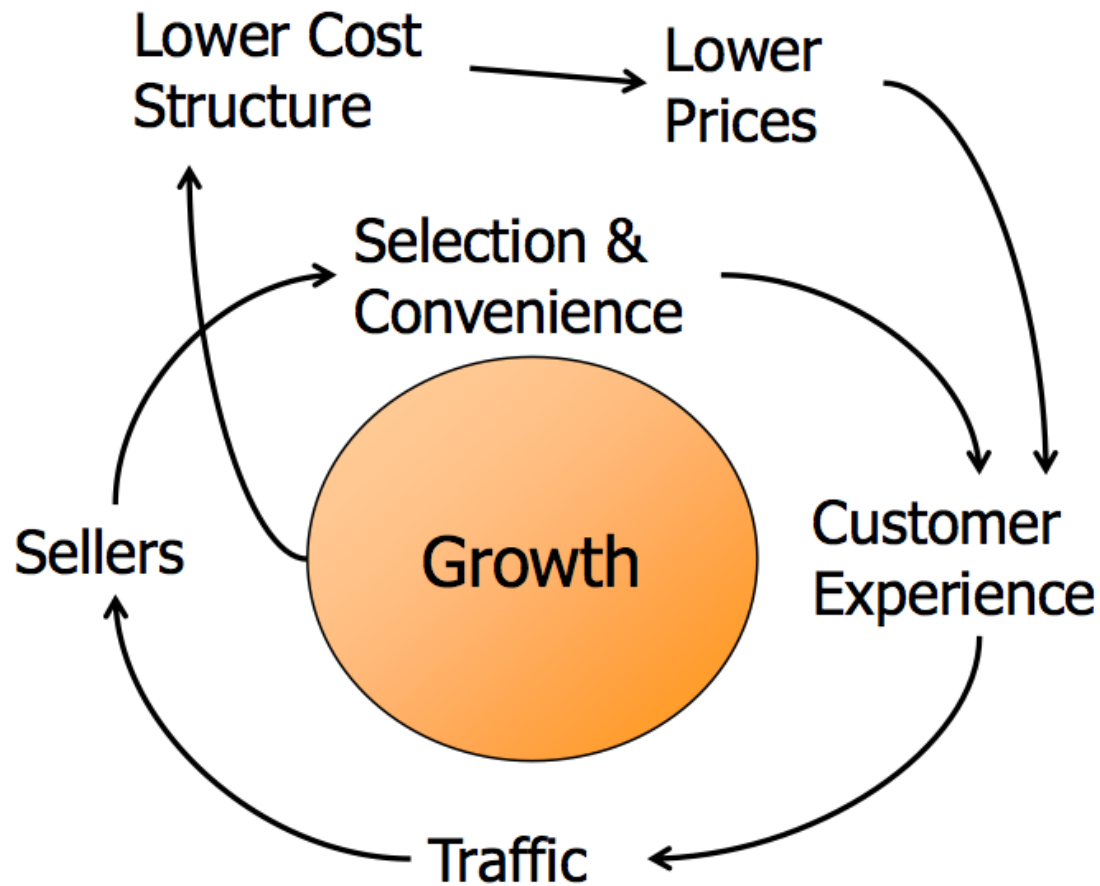 Lower Cost
Structure
Lower
Prices
Selection &
Convenience
Sellers
Growth
Customer
Experience
Traffic